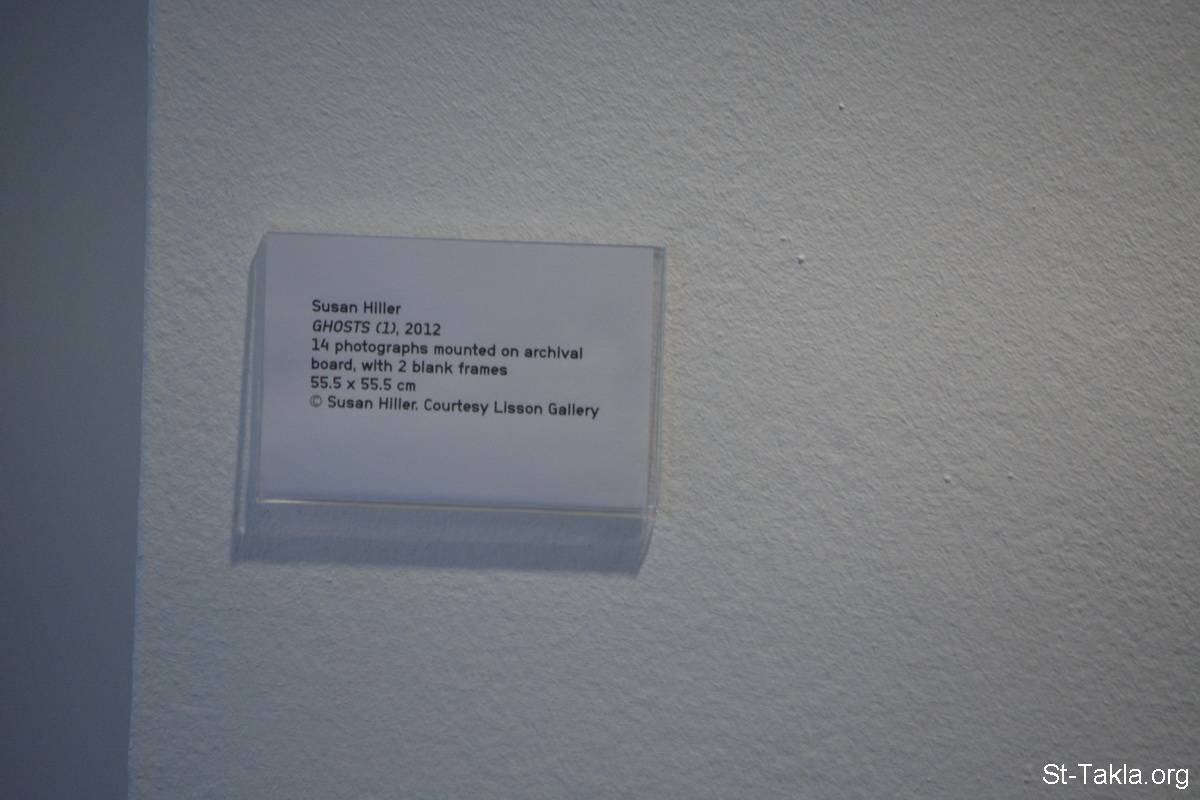 Susan Hiller
GHOSTS (1), 2012
14 photographs mounted on archival
board, with 2 blank frames
55.5 x 55.5 cm
© Susan Hiller. Courtesy Lisson Gallery
St-Takla.org